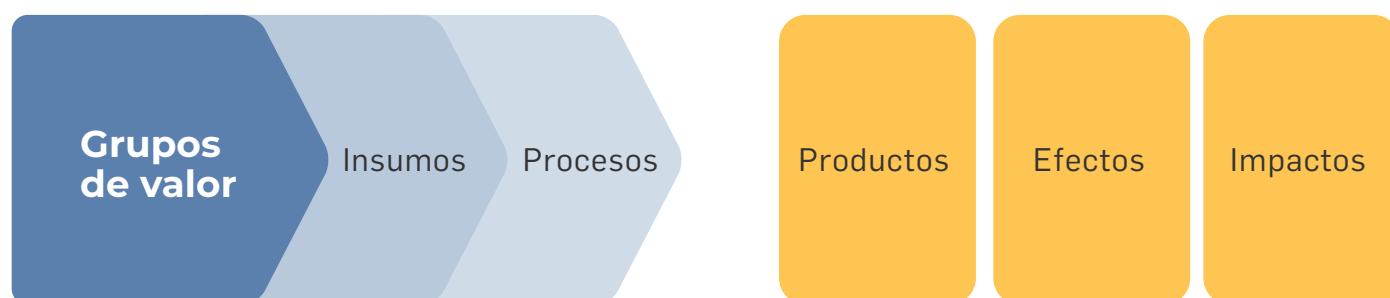 Grupos
de valor
Insumos
Procesos
Productos
Efectos
Impactos